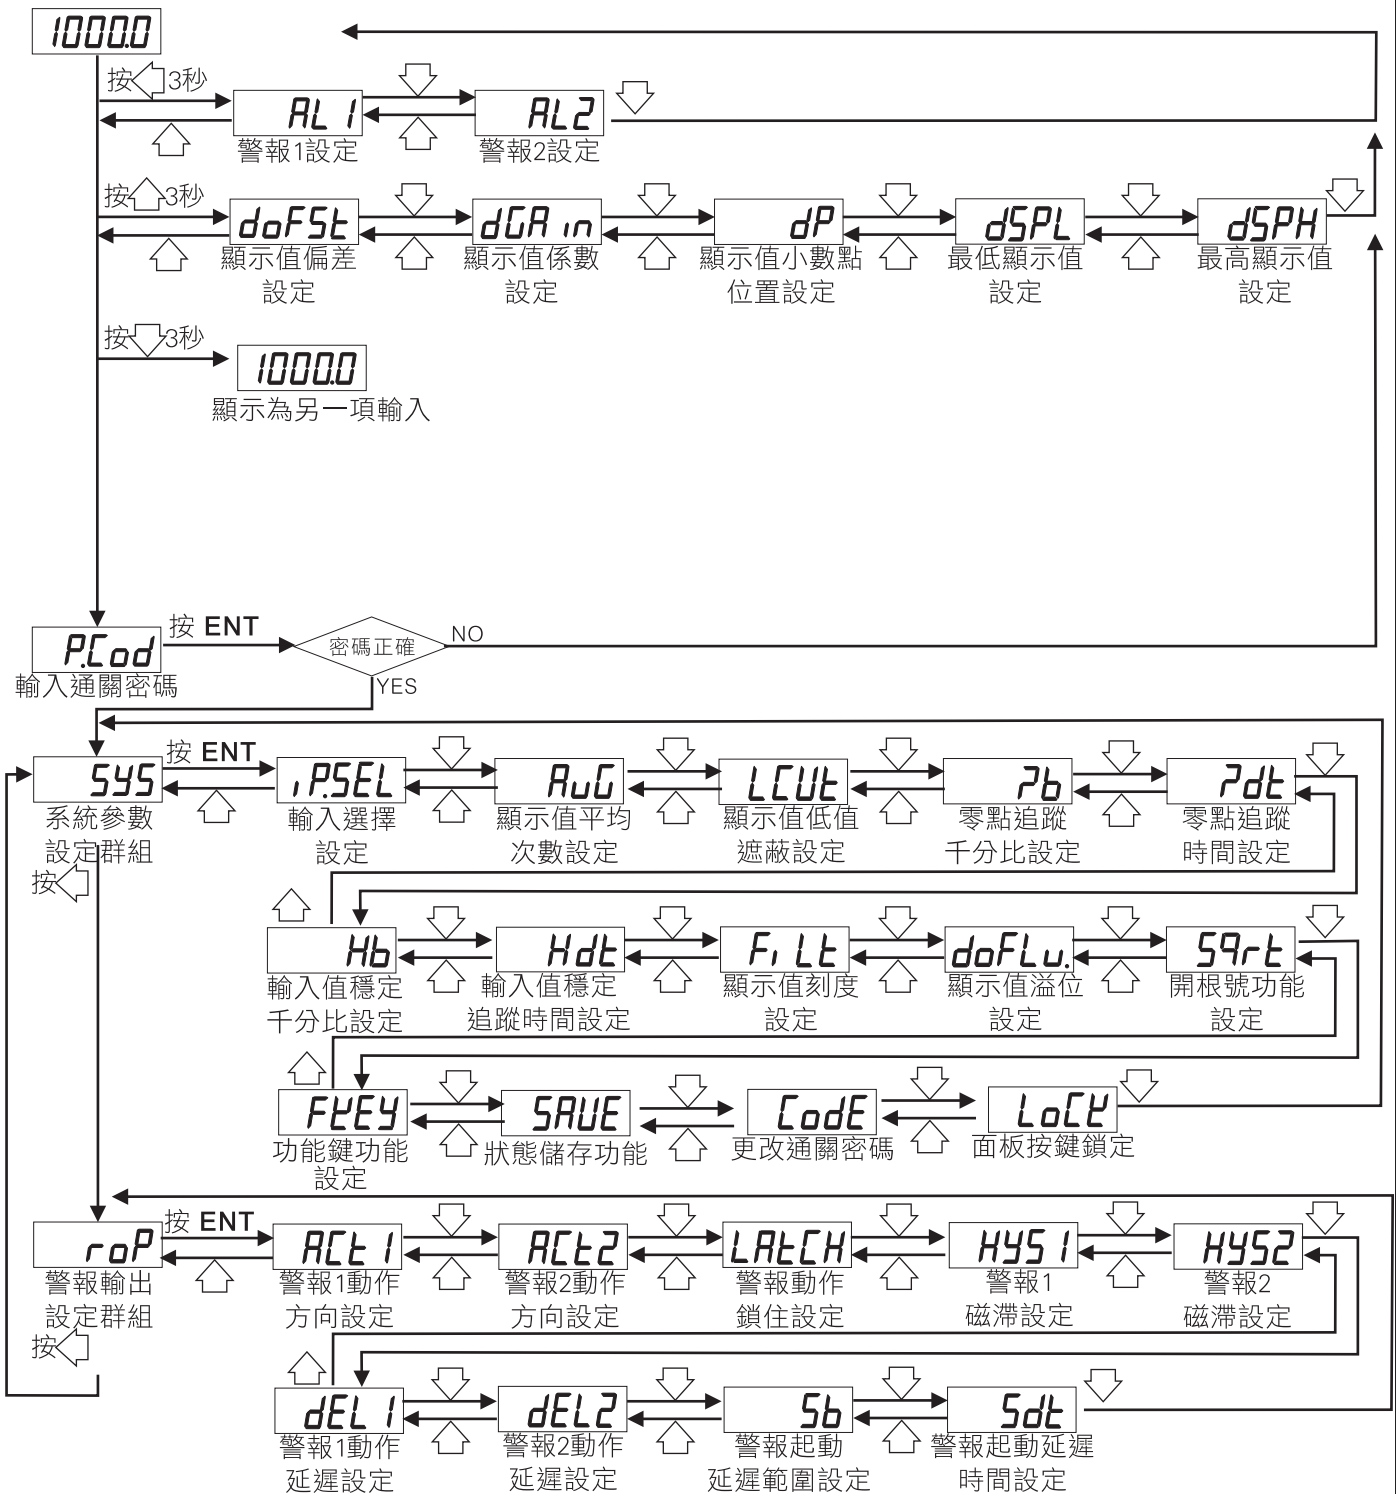 1000.0
按 3秒
AL1
警報1設定
AL2
警報2設定
按 3秒
doFSt
顯示值偏差
設定
dGAin
顯示值係數
設定
dP
顯示值小數點
位置設定
dSPL
最低顯示值
設定
dSPH
最高顯示值
設定
按 3秒
1000.0
顯示為另一項輸入
P.Cod
輸入通關密碼
按 ENT
密碼正確
NO
YES
SYS
系統參數
設定群組
按
按 ENT
iP.SEL
輸入選擇
設定
AvG
顯示值平均
次數設定
LCUt
顯示值低值
遮蔽設定
Zb
零點追蹤
千分比設定
Zdt
零點追蹤
時間設定
Hb
輸入值穩定
千分比設定
Hdt
輸入值穩定
追蹤時間設定
FiLt
顯示值刻度
設定
doFLv.
顯示值溢位
設定
Sqrt
開根號功能
設定
FKEY
功能鍵功能
設定
SAVE
狀態儲存功能
CodE
更改通關密碼
LoCK
面板按鍵鎖定
roP
警報輸出
設定群組
按
按 ENT
ACt1
警報1動作
方向設定
ACt2
警報2動作
方向設定
LAtCH
警報動作
鎖住設定
HYS1
警報1
磁滯設定
HYS2
警報2
磁滯設定
dEL1
警報1動作
延遲設定
dEL2
警報2動作
延遲設定
Sb
警報起動
延遲範圍設定
Sdt
警報起動延遲
時間設定